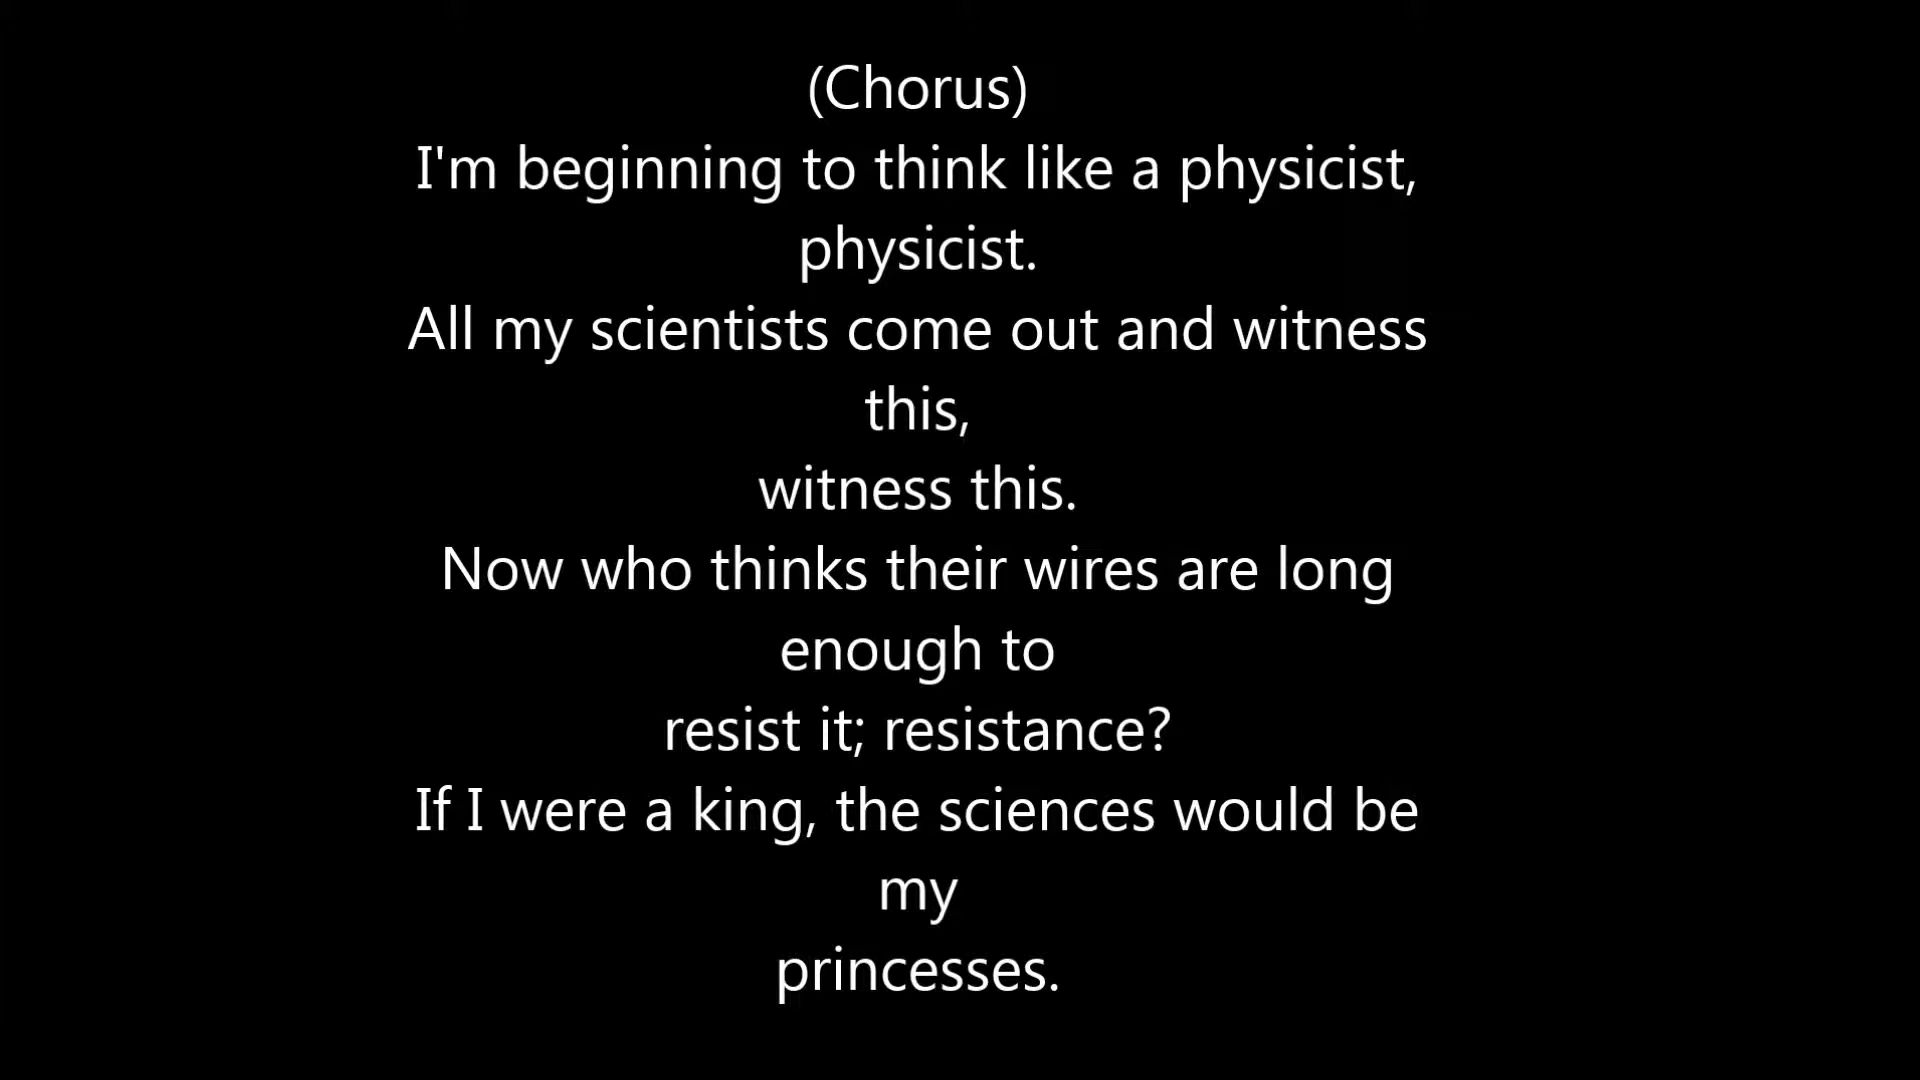 (Chorus)
I'm beginning to think like a physicist,
physicist.
All my scientists come out and witness
this,
witness this.
Now who thinks their wires are long
enough to
resist it; resistance?
If I were a king, the sciences would be
my
princesses.